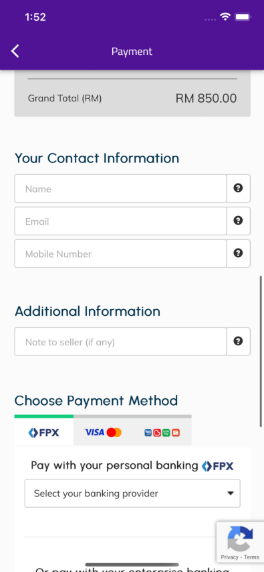 1:52
Payment
Grand Total (RM) RM 850.00
Your Contact Information
Name
Email
Mobile Number
Additional Information
Note to seller (if any)
Choose Payment Method
FPX VISA
Pay with your personal banking FPX
Select your banking provider
Privacy - Terms
Or pay with your enterprise banking